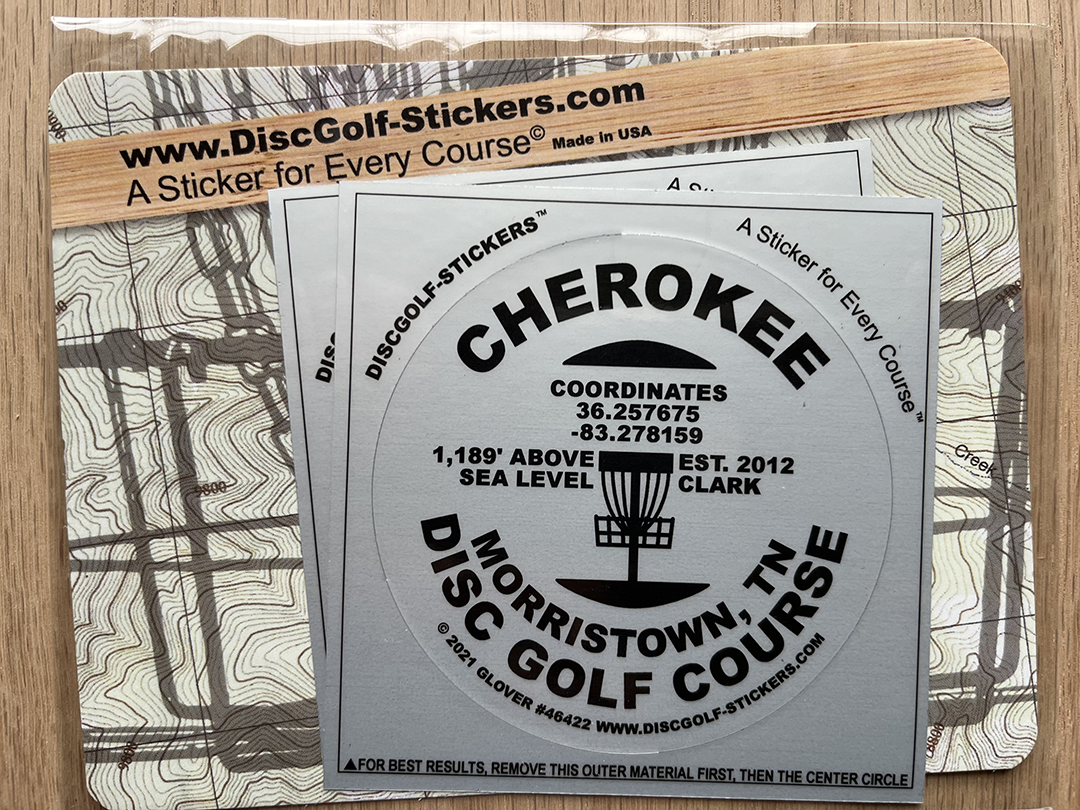 www.DiscGolf-Stickers.com
A Sticker for Every Course© Made in USA
DISCGOLF-STICKERS™
A Sticker for Every Course™
CHEROKEE
COORDINATES
36.257675
-83.278159
1,189' ABOVE
SEA LEVEL
EST. 2012
CLARK
MORRISTOWN, TN
DISC GOLF COURSE
© 2021 GLOVER #46422 WWW.DISCGOLF-STICKERS.COM
▲FOR BEST RESULTS, REMOVE THIS OUTER MATERIAL FIRST, THEN THE CENTER CIRCLE
Creek
9800